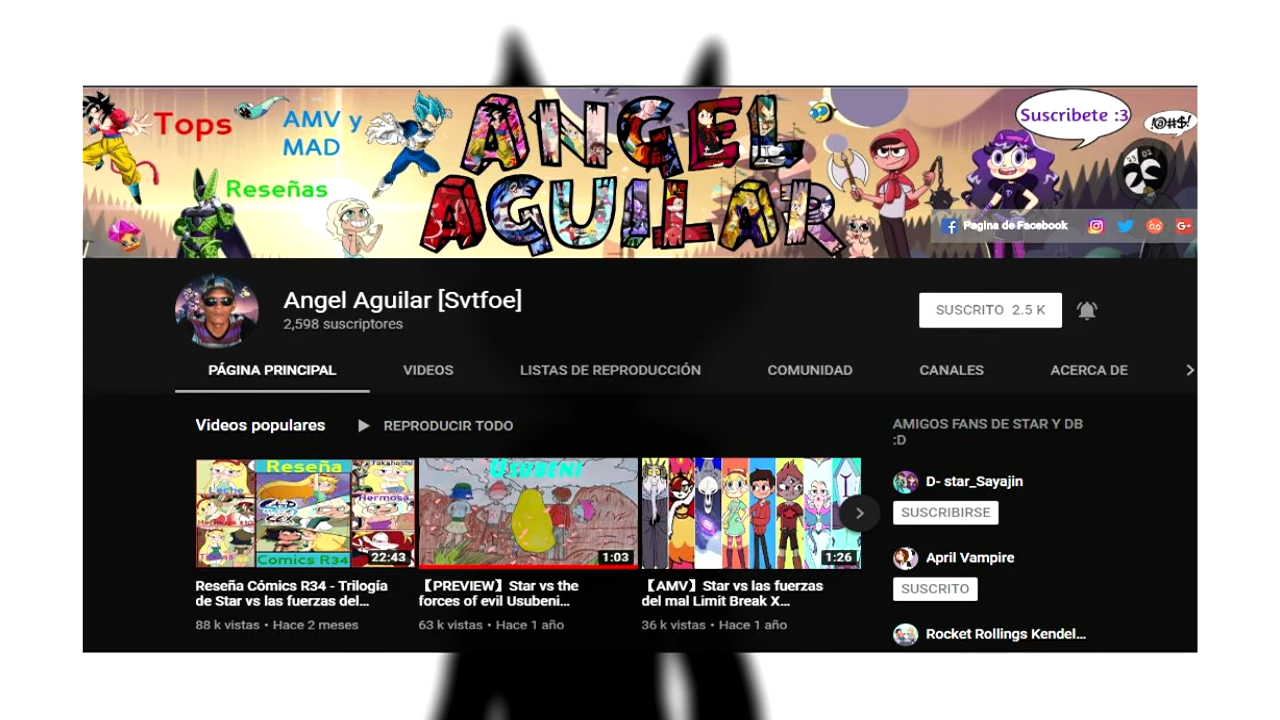 Tops
AMV y
MAD
Reseñas
ANGEL
AGUILAR
Suscribete :3
!@#$!
Pagina de Facebook
G+
Angel Aguilar [Svtfoe]
2,598 suscriptores
SUSCRITO 2.5 K
PÁGINA PRINCIPAL
VIDEOS
LISTAS DE REPRODUCCIÓN
COMUNIDAD
CANALES
ACERCA DE
Videos populares
REPRODUCIR TODO
Reseña
Hermosa
Comics R34
22:43
USUBENI
1:03
1:26
Reseña Cómics R34 - Trilogía
de Star vs las fuerzas del...
88 k vistas • Hace 2 meses
【PREVIEW】Star vs the
forces of evil Usubeni...
63 k vistas • Hace 1 año
【AMV】Star vs las fuerzas
del mal Limit Break X...
36 k vistas • Hace 1 año
AMIGOS FANS DE STAR Y DB
:D
D- star_Sayajin
SUSCRIBIRSE
April Vampire
SUSCRITO
Rocket Rollings Kendel...